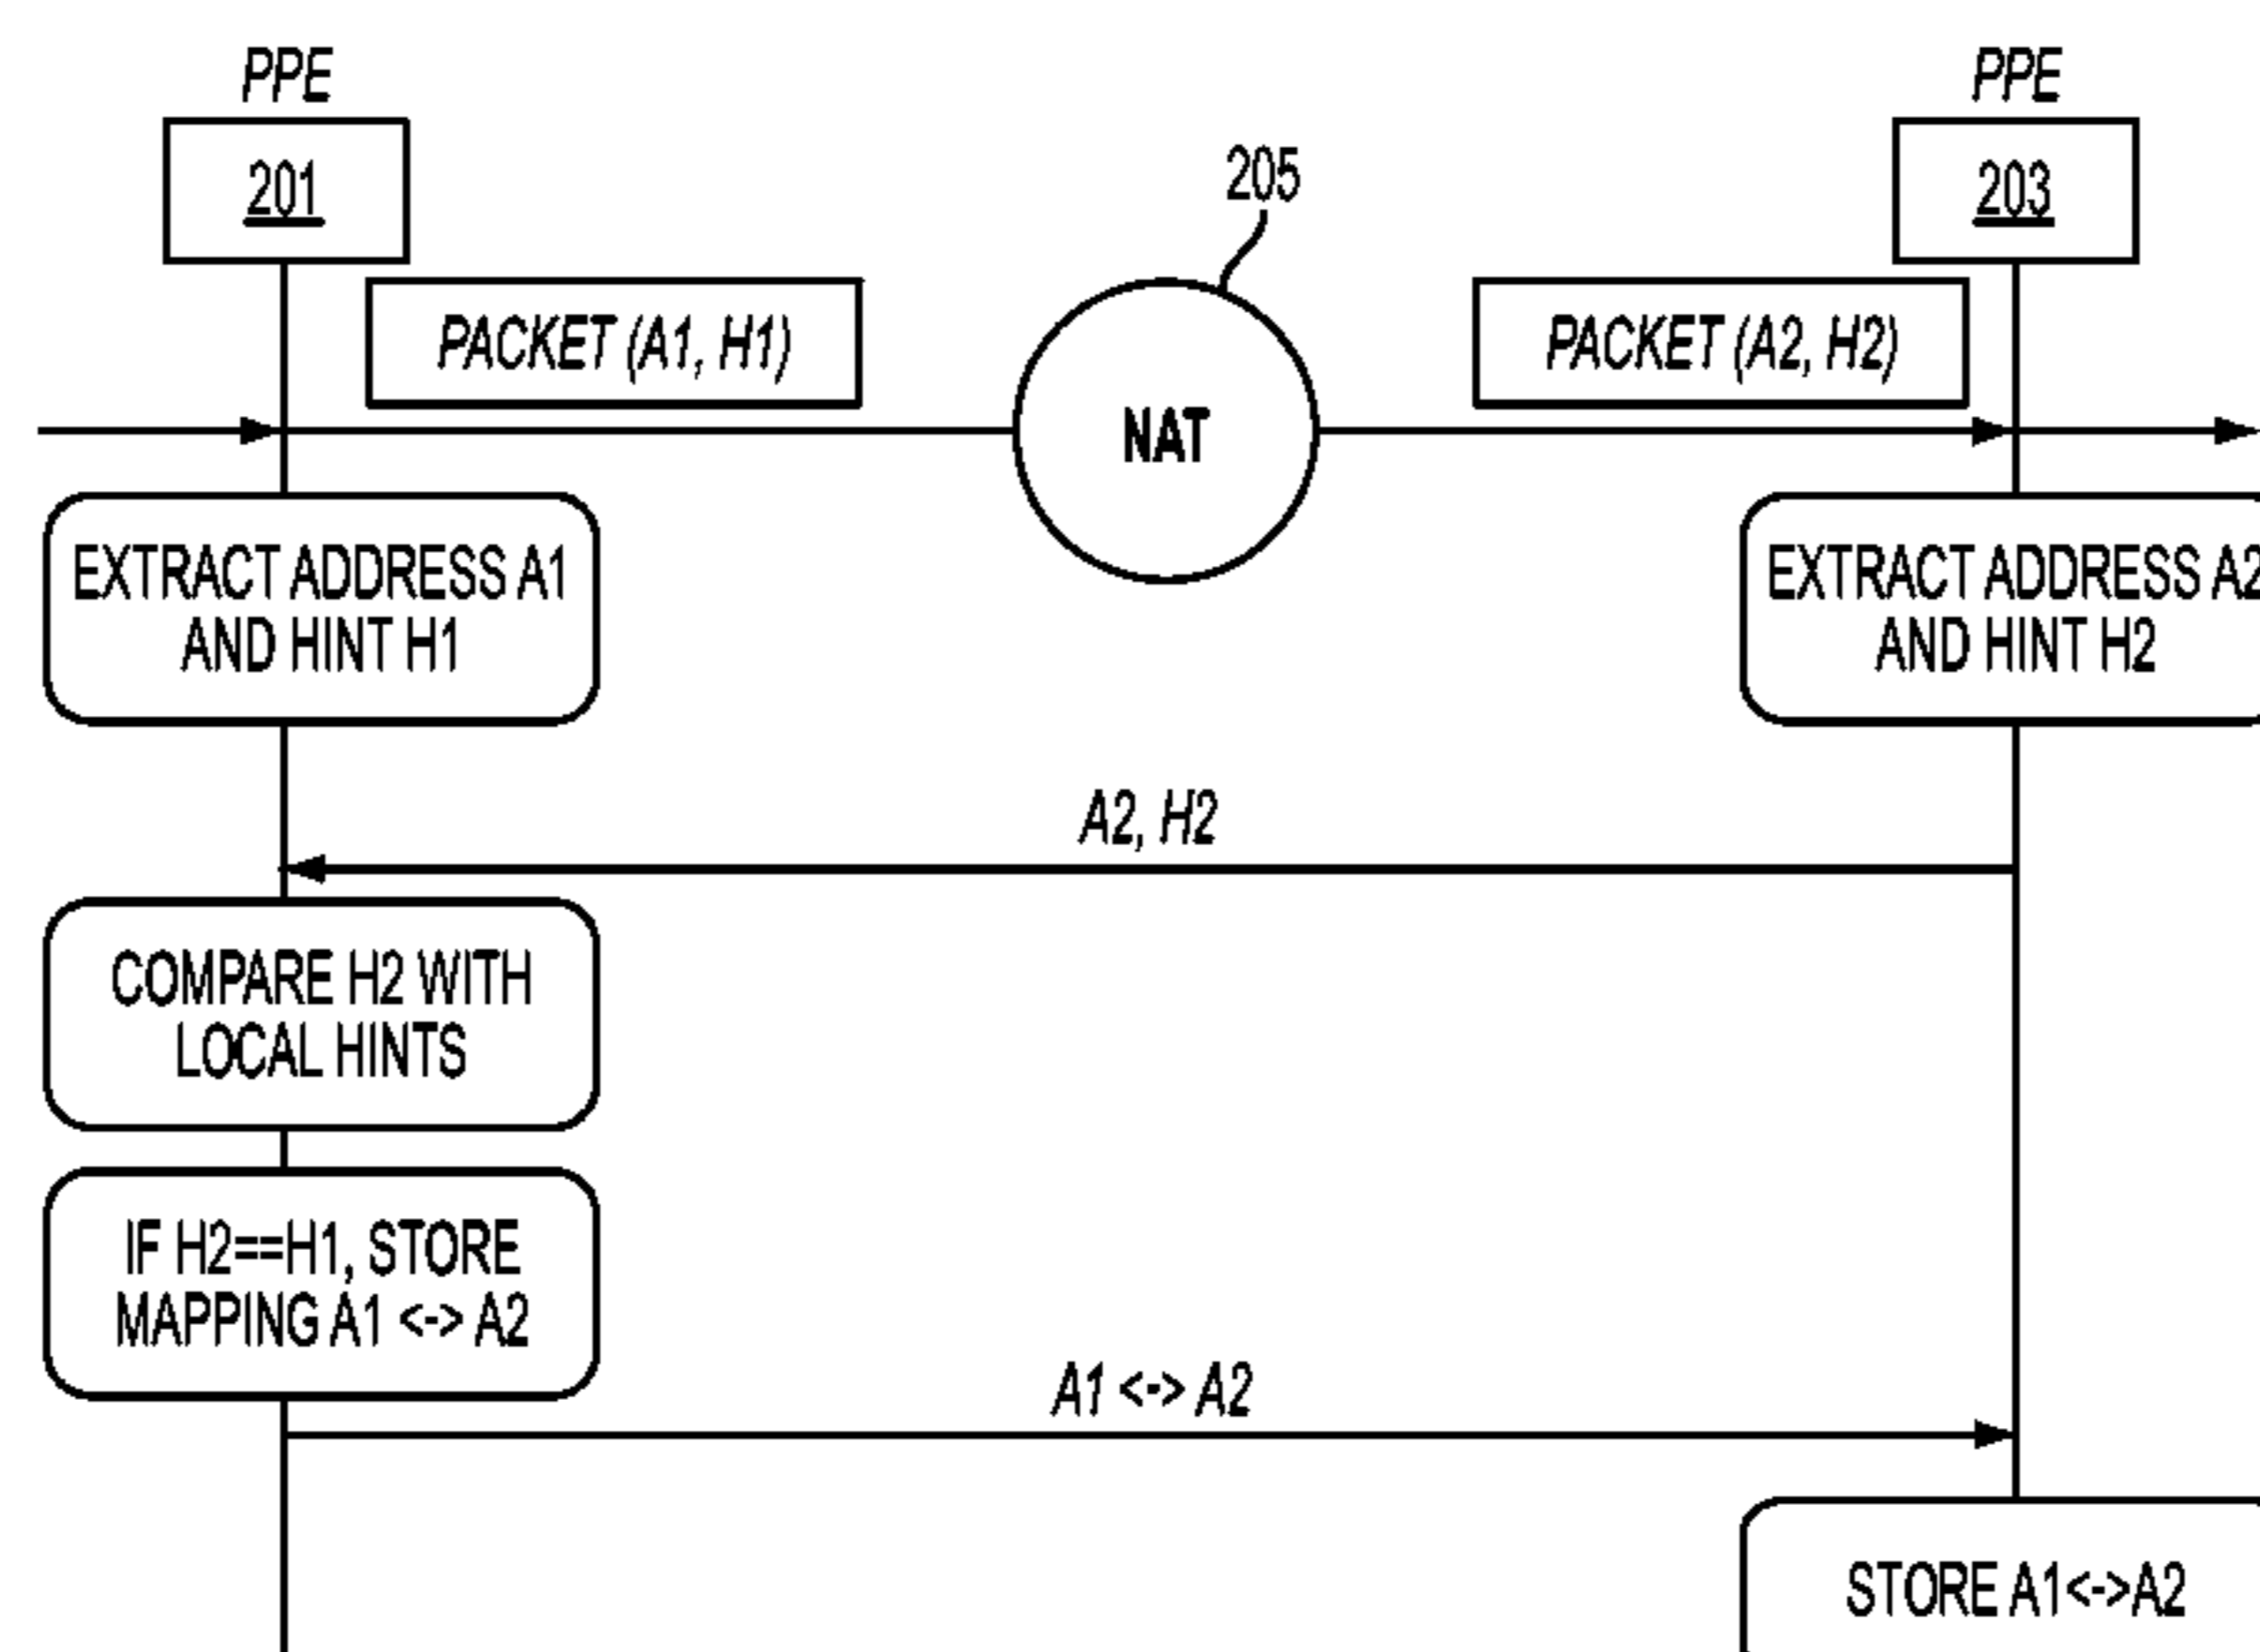 PPE
PPE
201
205
203
PACKET (A1, H1)
PACKET (A2, H2)
NAT
EXTRACT ADDRESS A1
AND HINT H1
EXTRACT ADDRESS A2
AND HINT H2
A2, H2
COMPARE H2 WITH
LOCAL HINTS
IF H2==H1, STORE
MAPPING A1 <-> A2
A1 <-> A2
STORE A1<->A2